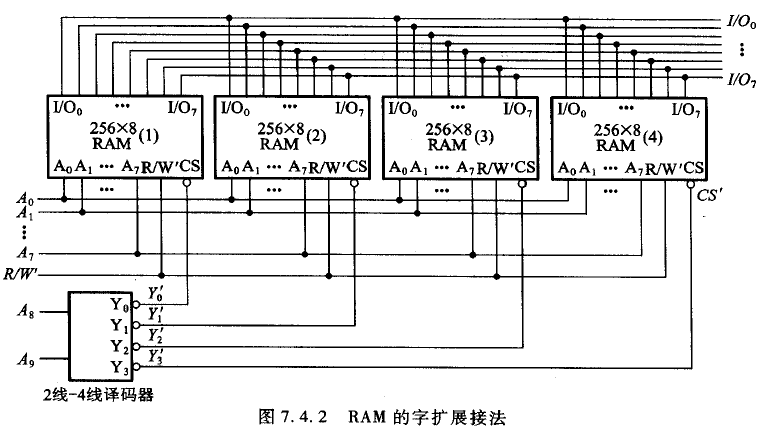 I/O₀
⋮
I/O₇
I/O₀ ··· I/O₇
256×8
RAM (1)
A₀ A₁ ··· A₇ R/W' CS
···
I/O₀ ··· I/O₇
256×8
RAM (2)
A₀ A₁ ··· A₇ R/W' CS
···
I/O₀ ··· I/O₇
256×8
RAM (3)
A₀ A₁ ··· A₇ R/W' CS
···
I/O₀ ··· I/O₇
256×8
RAM (4)
A₀ A₁ ··· A₇ R/W' CS
···
CS'
A₀
A₁
⋮
A₇
R/W'
A₈
A₉
Y₀ Y₀'
Y₁ Y₁'
Y₂ Y₂'
Y₃ Y₃'
2线-4线译码器
图 7.4.2 RAM 的字扩展接法